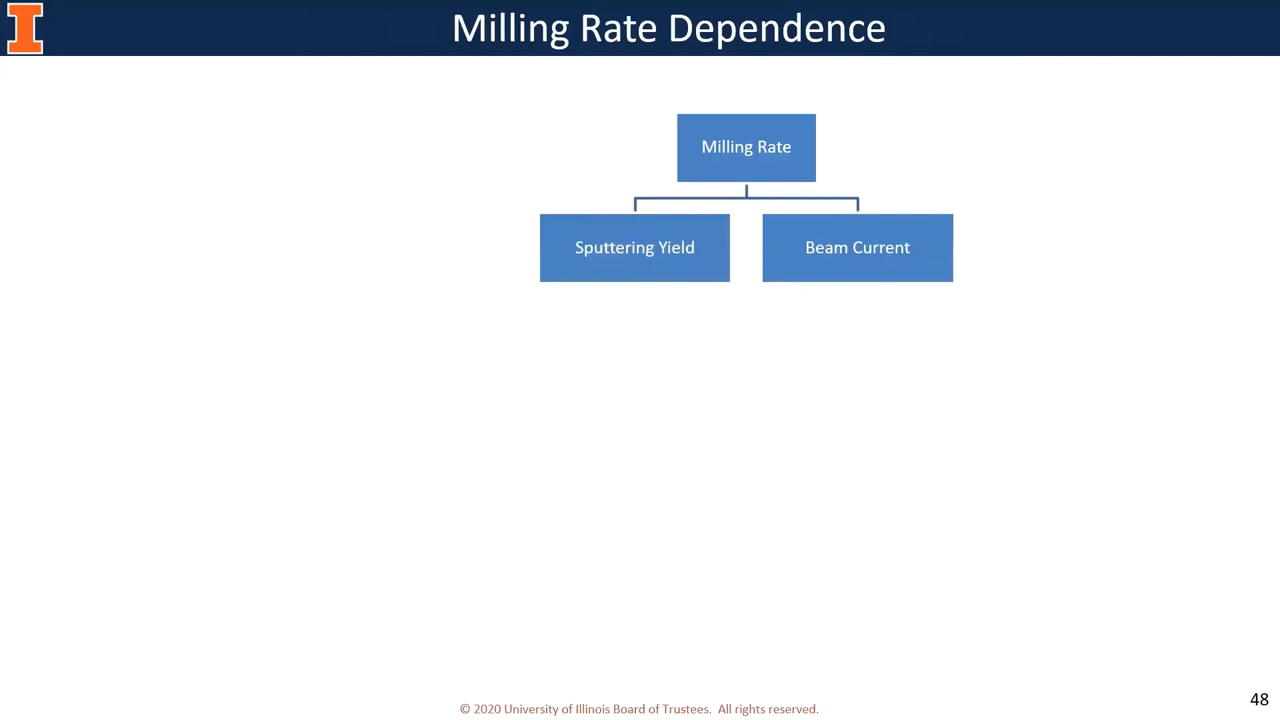 Milling Rate Dependence
Milling Rate
Sputtering Yield
Beam Current
© 2020 University of Illinois Board of Trustees. All rights reserved.
48